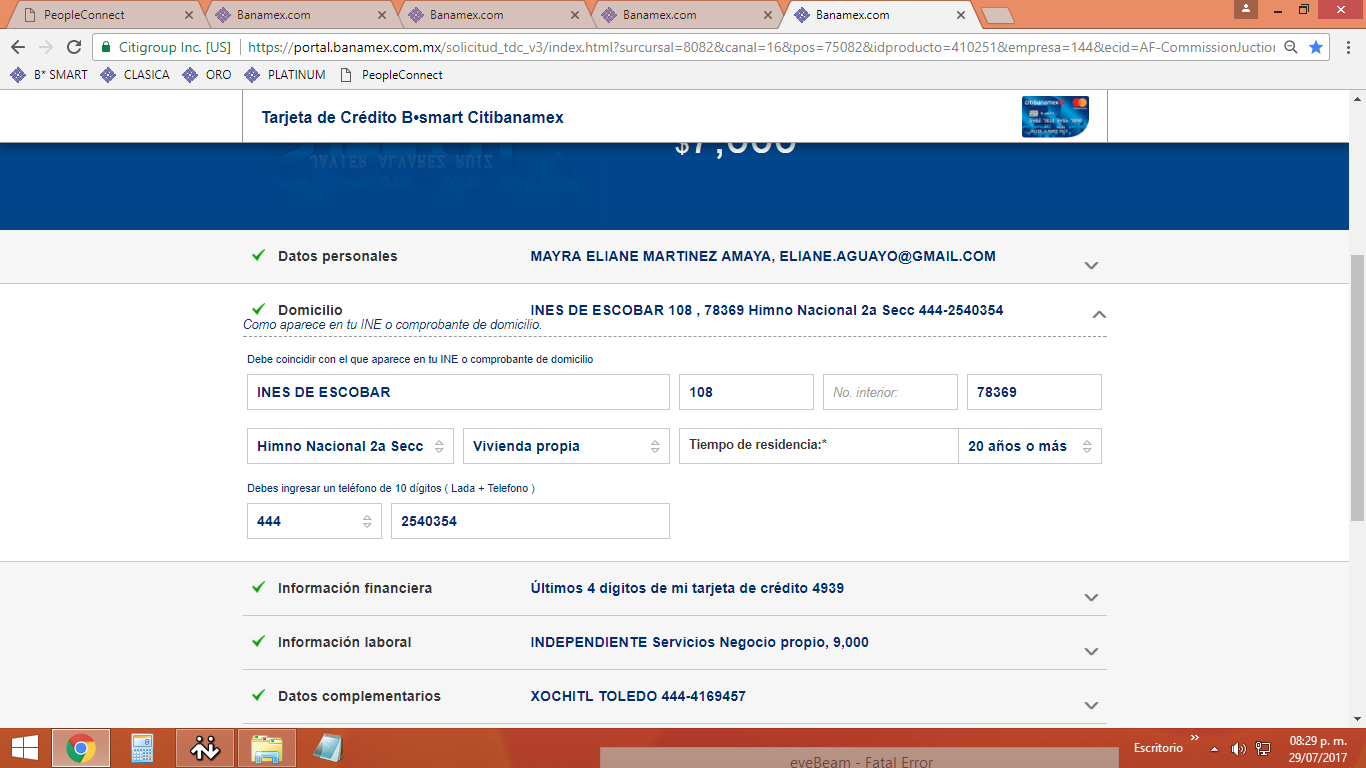 PeopleConnect
Banamex.com
Banamex.com
Banamex.com
Banamex.com
Citigroup Inc. [US] https://portal.banamex.com.mx/solicitud_tdc_v3/index.html?surcursal=8082&canal=16&pos=75082&idproducto=410251&empresa=144&ecid=AF-CommissionJuctio
B* SMART CLASICA ORO PLATINUM PeopleConnect
Tarjeta de Crédito B•smart Citibanamex
citibanamex
JAVIER ALVAREZ RUIZ
$7,000
Datos personales MAYRA ELIANE MARTINEZ AMAYA, ELIANE.AGUAYO@GMAIL.COM
Domicilio INES DE ESCOBAR 108 , 78369 Himno Nacional 2a Secc 444-2540354
Como aparece en tu INE o comprobante de domicilio.
Debe coincidir con el que aparece en tu INE o comprobante de domicilio
INES DE ESCOBAR 108 No. interior: 78369
Himno Nacional 2a Secc Vivienda propia Tiempo de residencia:* 20 años o más
Debes ingresar un teléfono de 10 dígitos ( Lada + Telefono )
444 2540354
Información financiera Últimos 4 dígitos de mi tarjeta de crédito 4939
Información laboral INDEPENDIENTE Servicios Negocio propio, 9,000
Datos complementarios XOCHITL TOLEDO 444-4169457
Escritorio » 08:29 p. m.
29/07/2017
eyeBeam - Fatal Error